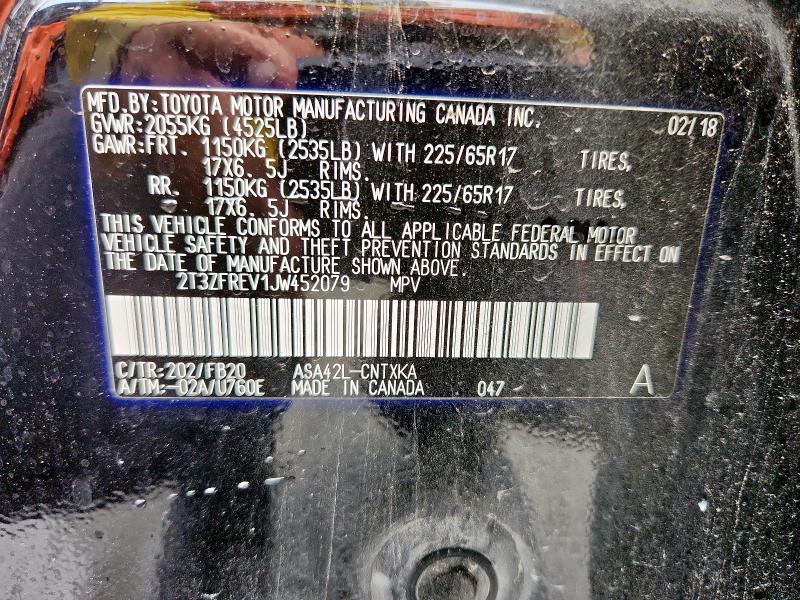 MFD.BY:TOYOTA MOTOR MANUFACTURING CANADA INC. 02/18
GVWR:2055KG (4525LB)
GAWR:FRT. 1150KG (2535LB) WITH 225/65R17 TIRES,
17X6. 5J RIMS.
RR. 1150KG (2535LB) WITH 225/65R17 TIRES,
17X6. 5J RIMS.
THIS VEHICLE CONFORMS TO ALL APPLICABLE FEDERAL MOTOR
VEHICLE SAFETY AND THEFT PREVENTION STANDARDS IN EFFECT ON
THE DATE OF MANUFACTURE SHOWN ABOVE.
2T3ZFREV1JW452079 MPV
C/TR:202/FB20 ASA42L-CNTXKA
A/TM:-02A/U760E MADE IN CANADA 047 A